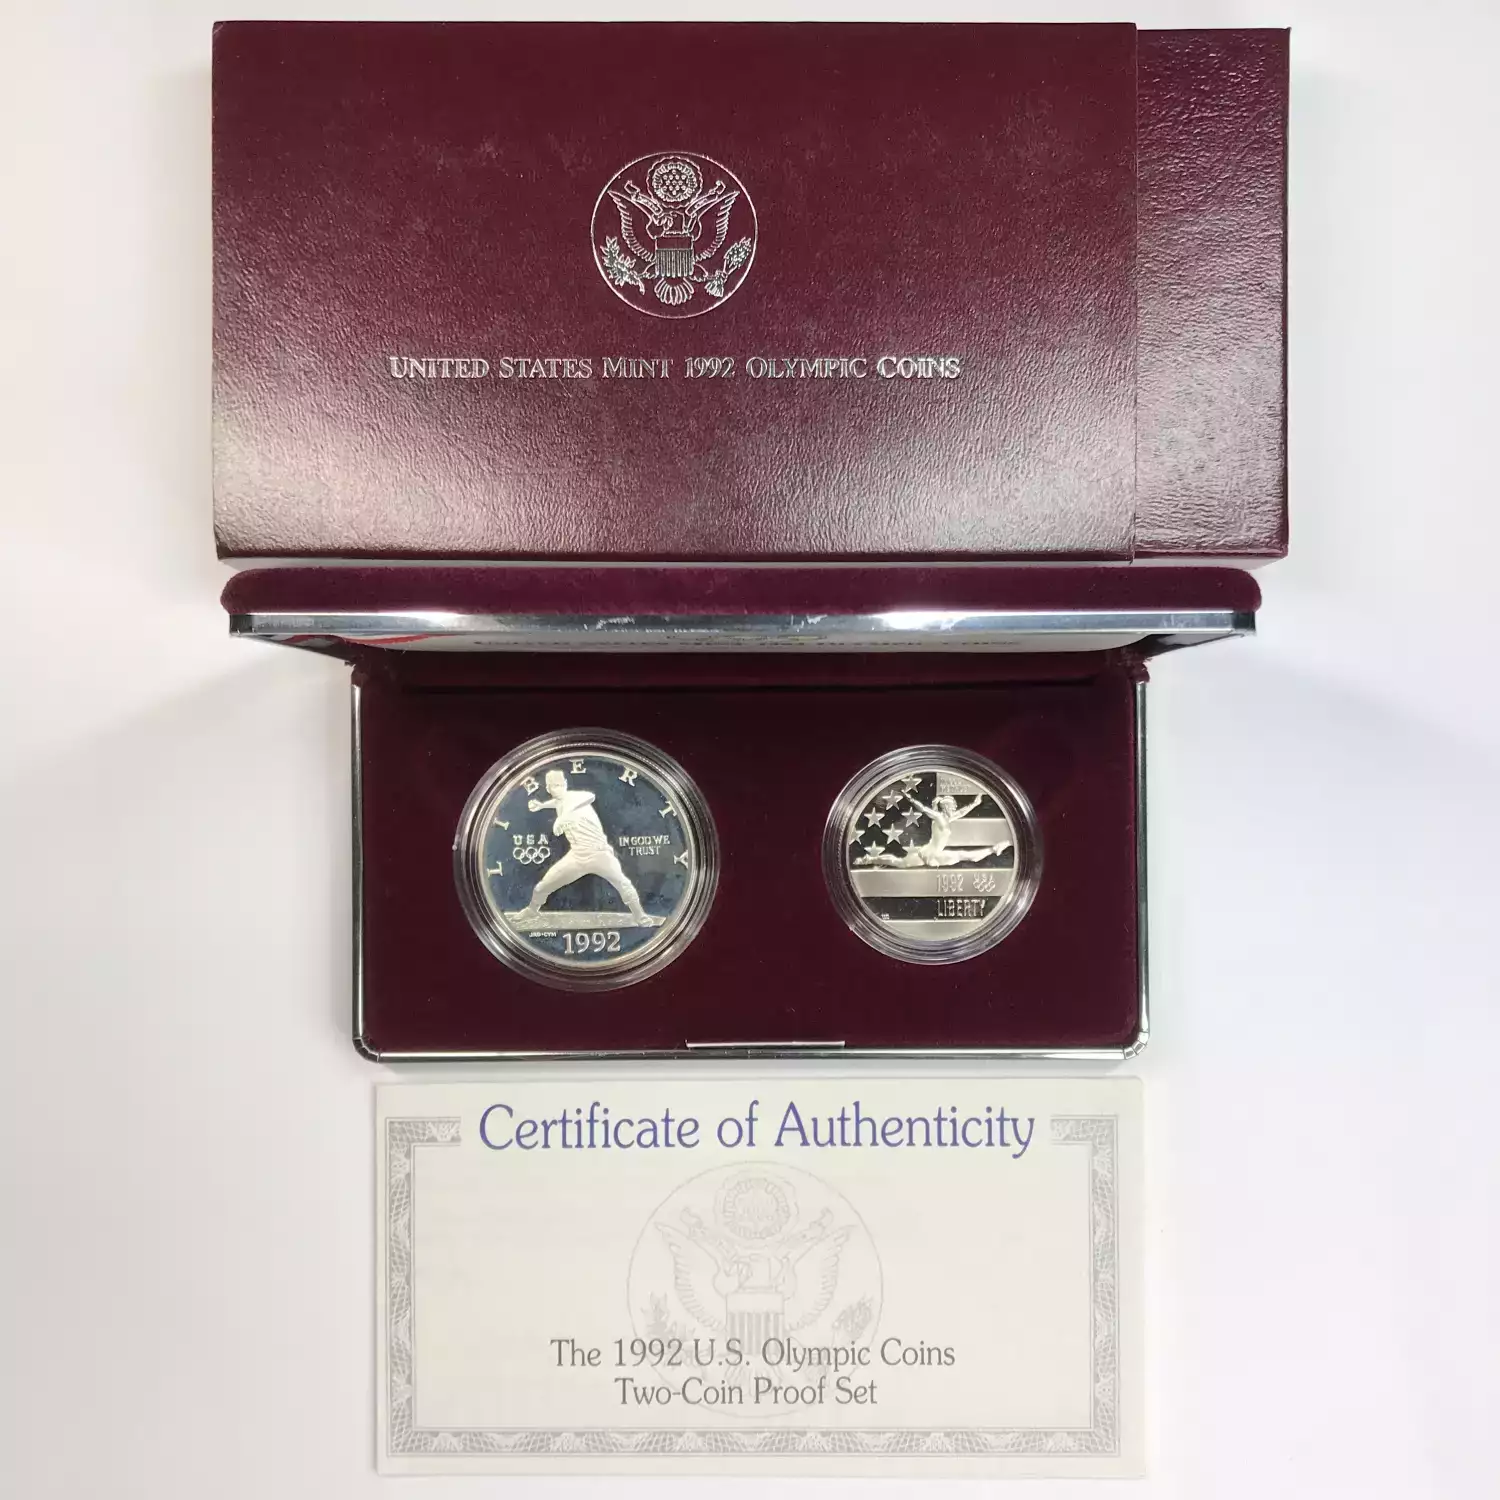 UNITED STATES MINT 1992 OLYMPIC COINS
LIBERTY
USA
IN GOD WE
TRUST
1992
1992 USA
LIBERTY
Certificate of Authenticity
The 1992 U.S. Olympic Coins
Two-Coin Proof Set